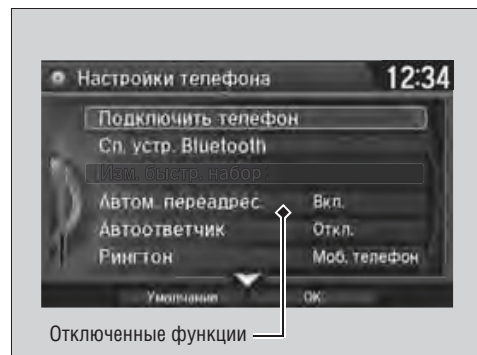 Настройки телефона 12:34
Подключить телефон
Сп. устр. Bluetooth
Изм. быстр. набор
Автом. переадрес. Вкл.
Автоответчик Откл.
Рингтон Моб. телефон
Умолчания OK
Отключенные функции